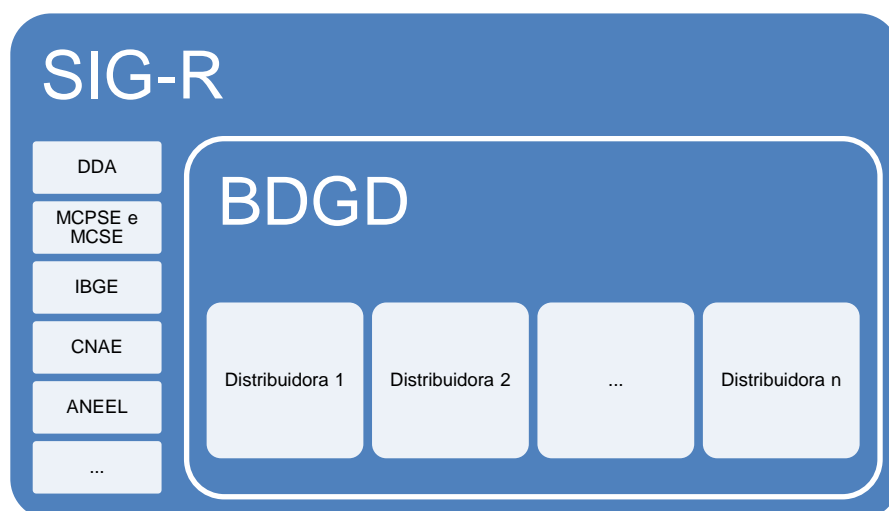 SIG-R
DDA
MCPSE e
MCSE
IBGE
CNAE
ANEEL
...
BDGD
Distribuidora 1
Distribuidora 2
...
Distribuidora n